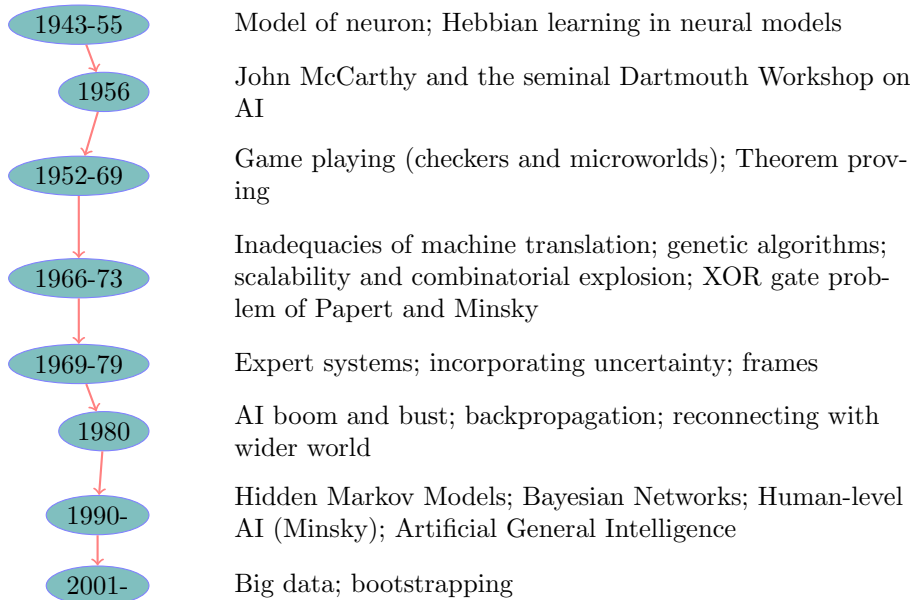 1943-55 Model of neuron; Hebbian learning in neural models
1956 John McCarthy and the seminal Dartmouth Workshop on
AI
1952-69 Game playing (checkers and microworlds); Theorem prov-
ing
1966-73 Inadequacies of machine translation; genetic algorithms;
scalability and combinatorial explosion; XOR gate prob-
lem of Papert and Minsky
1969-79 Expert systems; incorporating uncertainty; frames
1980 AI boom and bust; backpropagation; reconnecting with
wider world
1990- Hidden Markov Models; Bayesian Networks; Human-level
AI (Minsky); Artificial General Intelligence
2001- Big data; bootstrapping